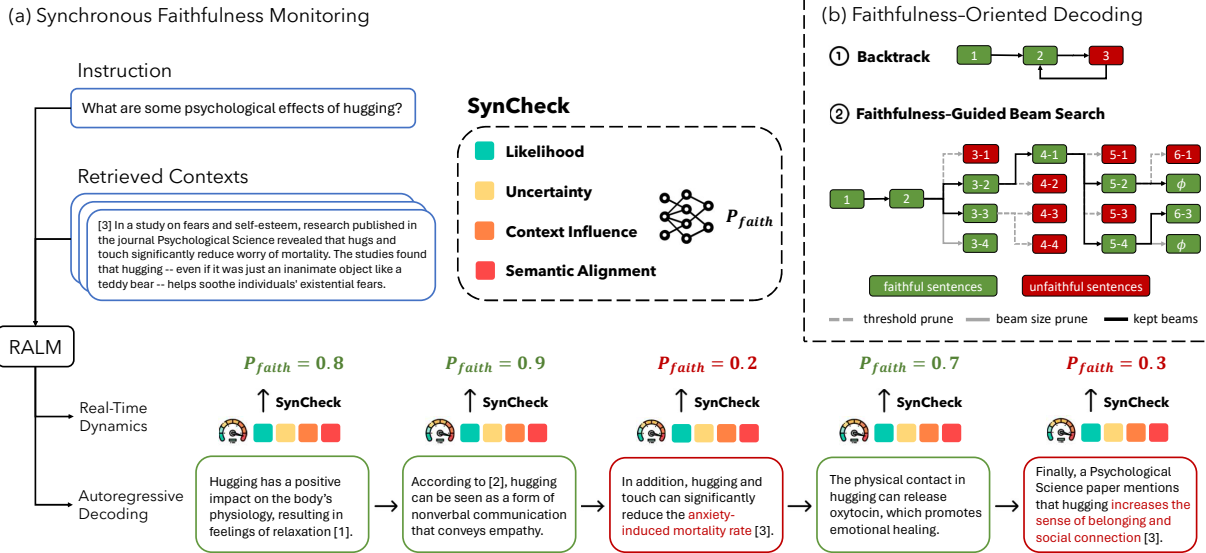 (a) Synchronous Faithfulness Monitoring
Instruction
What are some psychological effects of hugging?
Retrieved Contexts
[3] In a study on fears and self-esteem, research published in
the journal Psychological Science revealed that hugs and
touch significantly reduce worry of mortality. The studies found
that hugging -- even if it was just an inanimate object like a
teddy bear -- helps soothe individuals' existential fears.
RALM
Real-Time
Dynamics
Autoregressive
Decoding
SynCheck
Likelihood
Uncertainty
Context Influence
Semantic Alignment
P_faith
(b) Faithfulness-Oriented Decoding
① Backtrack
1
2
3
② Faithfulness-Guided Beam Search
1
2
3-1
3-2
3-3
3-4
4-1
4-2
4-3
4-4
5-1
5-2
5-3
5-4
6-1
ϕ
6-3
ϕ
faithful sentences
unfaithful sentences
threshold prune
beam size prune
kept beams
P_faith = 0.8
SynCheck
Hugging has a positive
impact on the body's
physiology, resulting in
feelings of relaxation [1].
P_faith = 0.9
SynCheck
According to [2], hugging
can be seen as a form of
nonverbal communication
that conveys empathy.
P_faith = 0.2
SynCheck
In addition, hugging and
touch can significantly
reduce the anxiety-
induced mortality rate [3].
P_faith = 0.7
SynCheck
The physical contact in
hugging can release
oxytocin, which promotes
emotional healing.
P_faith = 0.3
SynCheck
Finally, a Psychological
Science paper mentions
that hugging increases the
sense of belonging and
social connection [3].